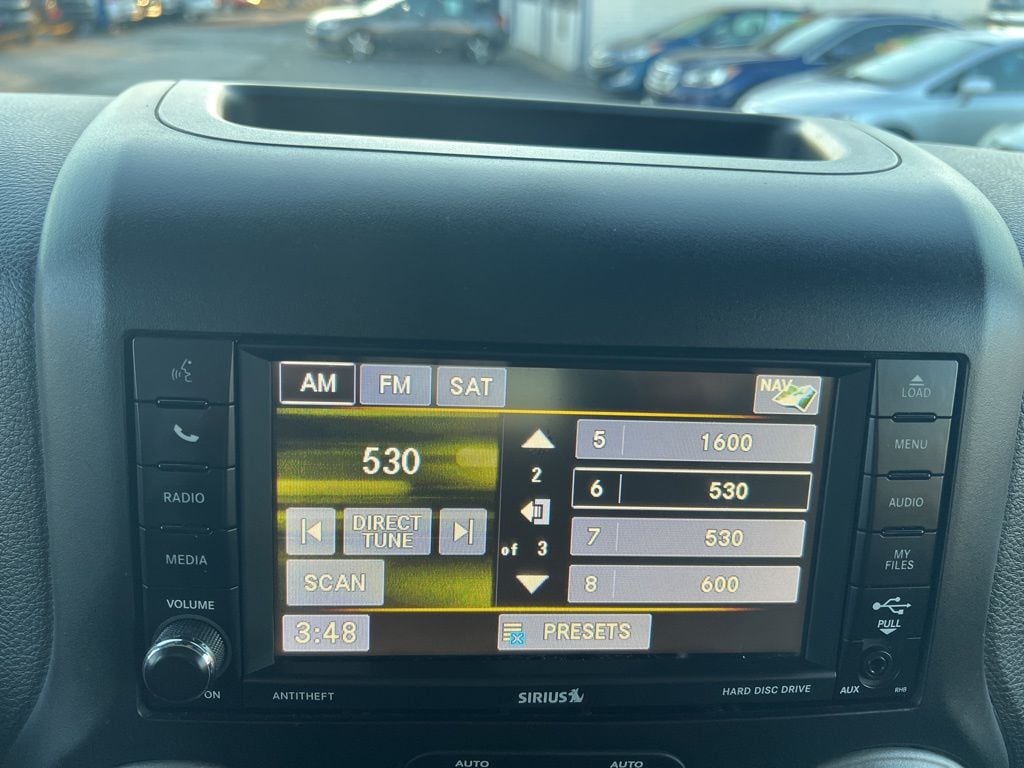 AM FM SAT NAV
530
2
of 3
DIRECT
TUNE
SCAN
5 1600
6 530
7 530
8 600
3:48
PRESETS
RADIO
MEDIA
VOLUME
ON
LOAD
MENU
AUDIO
MY
FILES
PULL
AUX RHB
ANTITHEFT
SIRIUS
HARD DISC DRIVE
AUTO AUTO